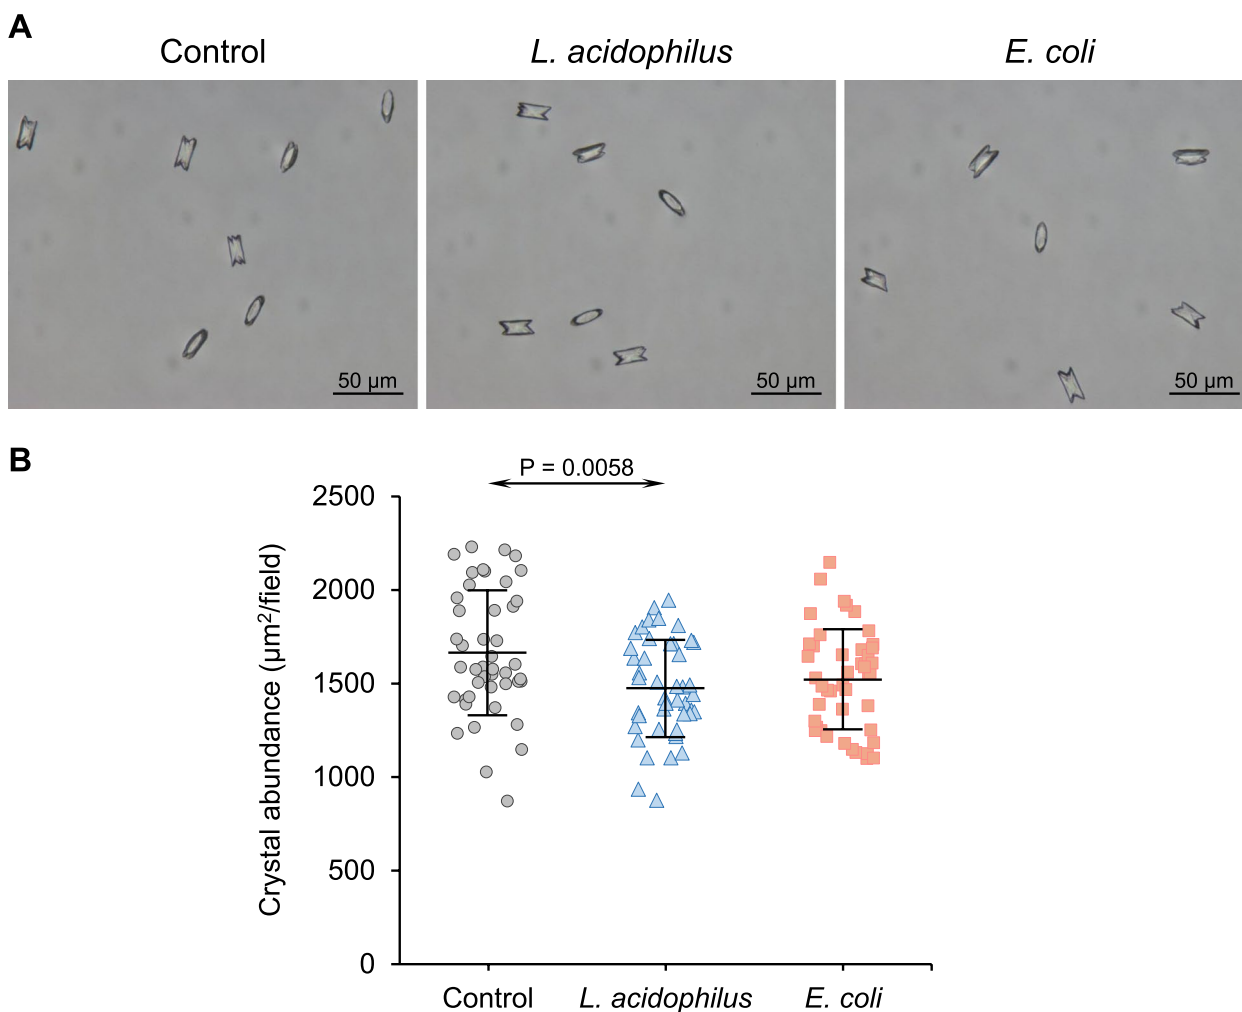 A
Control
L. acidophilus
E. coli
50 µm
50 µm
50 µm
B
P = 0.0058
Crystal abundance (µm²/field)
2500
2000
1500
1000
500
0
Control
L. acidophilus
E. coli